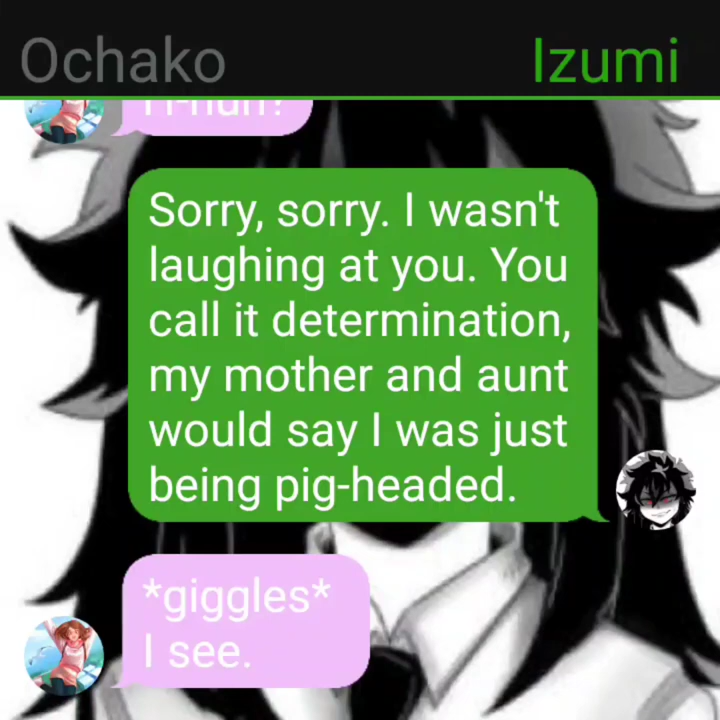 Ochako
Izumi
Sorry, sorry. I wasn't
laughing at you. You
call it determination,
my mother and aunt
would say I was just
being pig-headed.
*giggles*
I see.